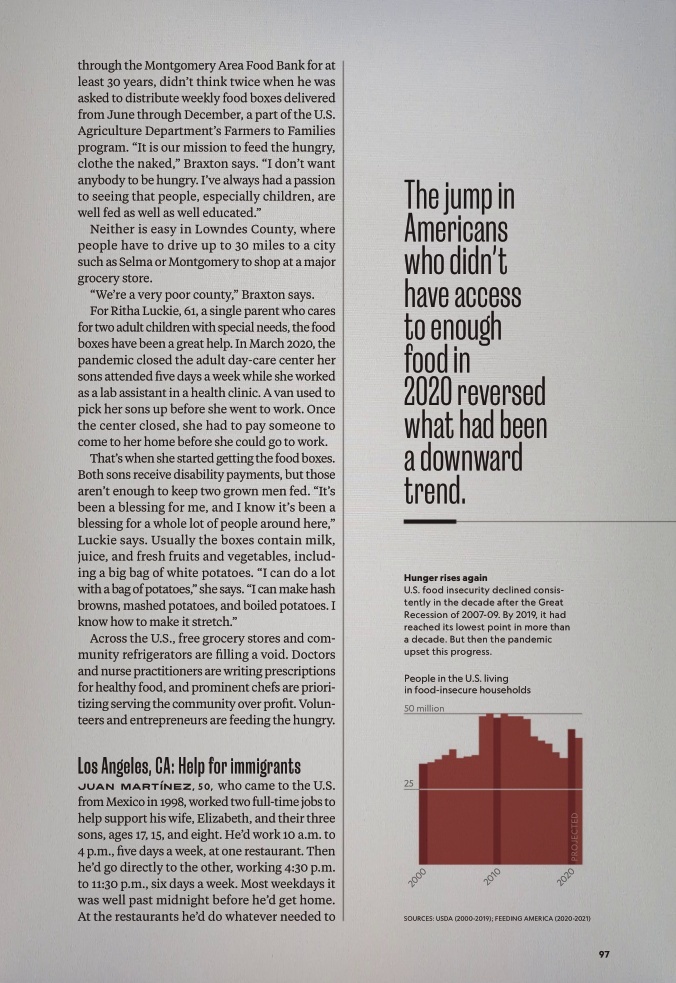 through the Montgomery Area Food Bank for at
least 30 years, didn't think twice when he was
asked to distribute weekly food boxes delivered
from June through December, a part of the U.S.
Agriculture Department's Farmers to Families
program. “It is our mission to feed the hungry,
clothe the naked,” Braxton says. “I don't want
anybody to be hungry. I've always had a passion
to seeing that people, especially children, are
well fed as well as well educated.”
Neither is easy in Lowndes County, where
people have to drive up to 30 miles to a city
such as Selma or Montgomery to shop at a major
grocery store.
“We're a very poor county,” Braxton says.
For Ritha Luckie, 61, a single parent who cares
for two adult children with special needs, the food
boxes have been a great help. In March 2020, the
pandemic closed the adult day-care center her
sons attended five days a week while she worked
as a lab assistant in a health clinic. A van used to
pick her sons up before she went to work. Once
the center closed, she had to pay someone to
come to her home before she could go to work.
That's when she started getting the food boxes.
Both sons receive disability payments, but those
aren't enough to keep two grown men fed. “It's
been a blessing for me, and I know it's been a
blessing for a whole lot of people around here,”
Luckie says. Usually the boxes contain milk,
juice, and fresh fruits and vegetables, includ-
ing a big bag of white potatoes. “I can do a lot
with a bag of potatoes,” she says. “I can make hash
browns, mashed potatoes, and boiled potatoes. I
know how to make it stretch.”
Across the U.S., free grocery stores and com-
munity refrigerators are filling a void. Doctors
and nurse practitioners are writing prescriptions
for healthy food, and prominent chefs are priori-
tizing serving the community over profit. Volun-
teers and entrepreneurs are feeding the hungry.
Los Angeles, CA: Help for immigrants
JUAN MARTÍNEZ, 50, who came to the U.S.
from Mexico in 1998, worked two full-time jobs to
help support his wife, Elizabeth, and their three
sons, ages 17, 15, and eight. He'd work 10 a.m. to
4 p.m., five days a week, at one restaurant. Then
he'd go directly to the other, working 4:30 p.m.
to 11:30 p.m., six days a week. Most weekdays it
was well past midnight before he'd get home.
At the restaurants he'd do whatever needed to
The jump in
Americans
who didn't
have access
to enough
food in
2020 reversed
what had been
a downward
trend.
Hunger rises again
U.S. food insecurity declined consis-
tently in the decade after the Great
Recession of 2007-09. By 2019, it had
reached its lowest point in more than
a decade. But then the pandemic
upset this progress.
People in the U.S. living
in food-insecure households
50 million
25
PROJECTED
2000
2010
2020
SOURCES: USDA (2000-2019); FEEDING AMERICA (2020-2021)
97